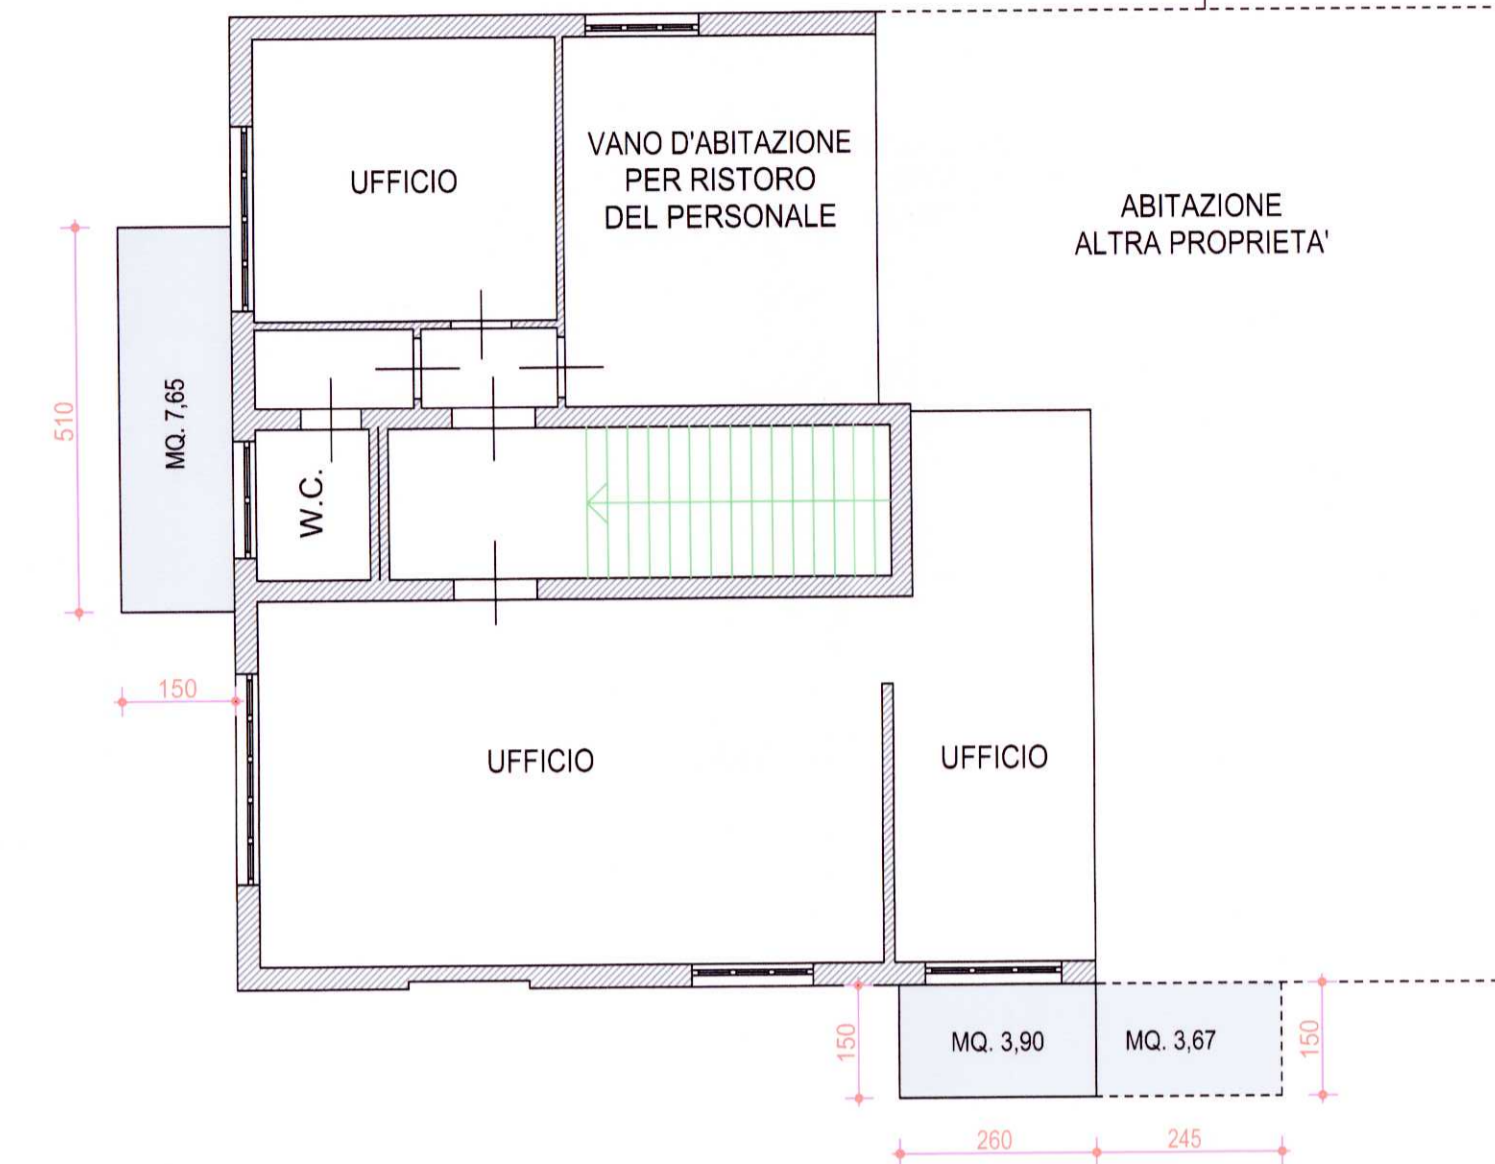 UFFICIO
VANO D'ABITAZIONE
PER RISTORO
DEL PERSONALE
ABITAZIONE
ALTRA PROPRIETA'
510
MQ. 7,65
W.C.
150
UFFICIO
UFFICIO
150
MQ. 3,90
MQ. 3,67
150
260
245